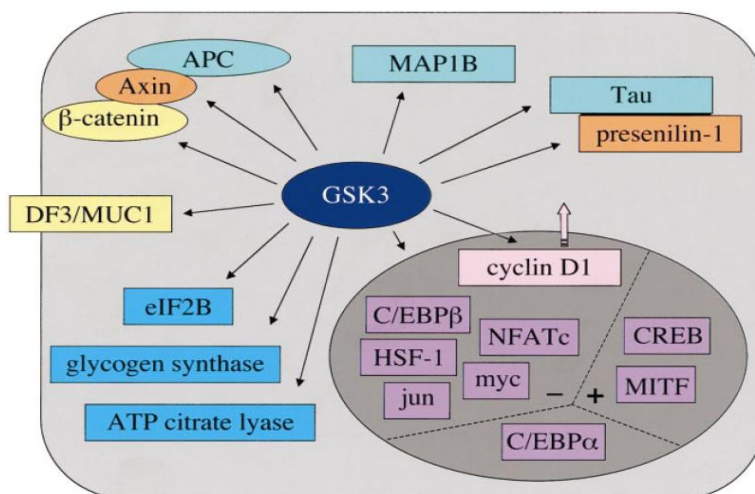 APC
Axin
β-catenin
MAP1B
Tau
presenilin-1
GSK3
DF3/MUC1
cyclin D1
eIF2B
glycogen synthase
ATP citrate lyase
C/EBPβ
HSF-1
jun
NFATc
myc
−
+
CREB
MITF
C/EBPα